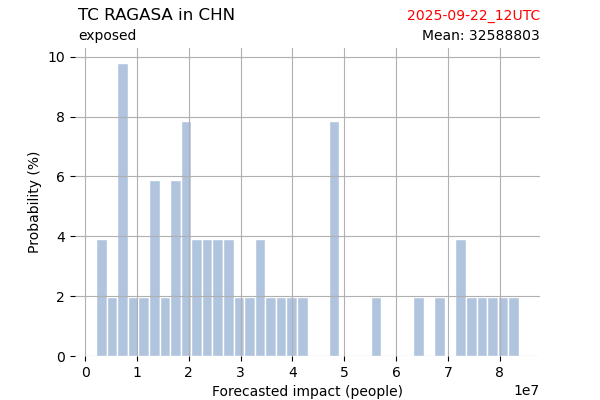 TC RAGASA in CHN
2025-09-22_12UTC
exposed
Mean: 32588803
10
8
6
4
2
0
Probability (%)
0 1 2 3 4 5 6 7 8
1e7
Forecasted impact (people)